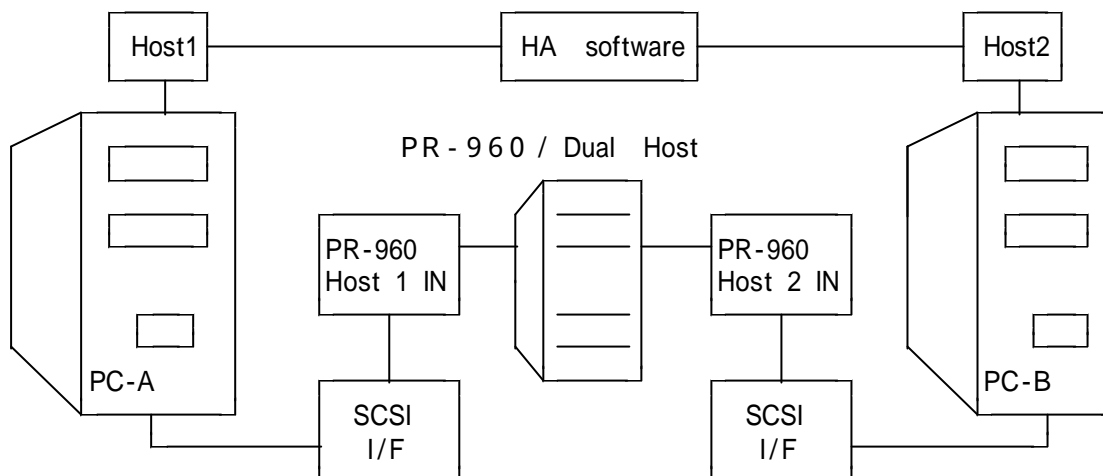 Host1
HA software
Host2
PR-960 / Dual Host
PR-960
Host 1 IN
PR-960
Host 2 IN
PC-A
PC-B
SCSI
I/F
SCSI
I/F